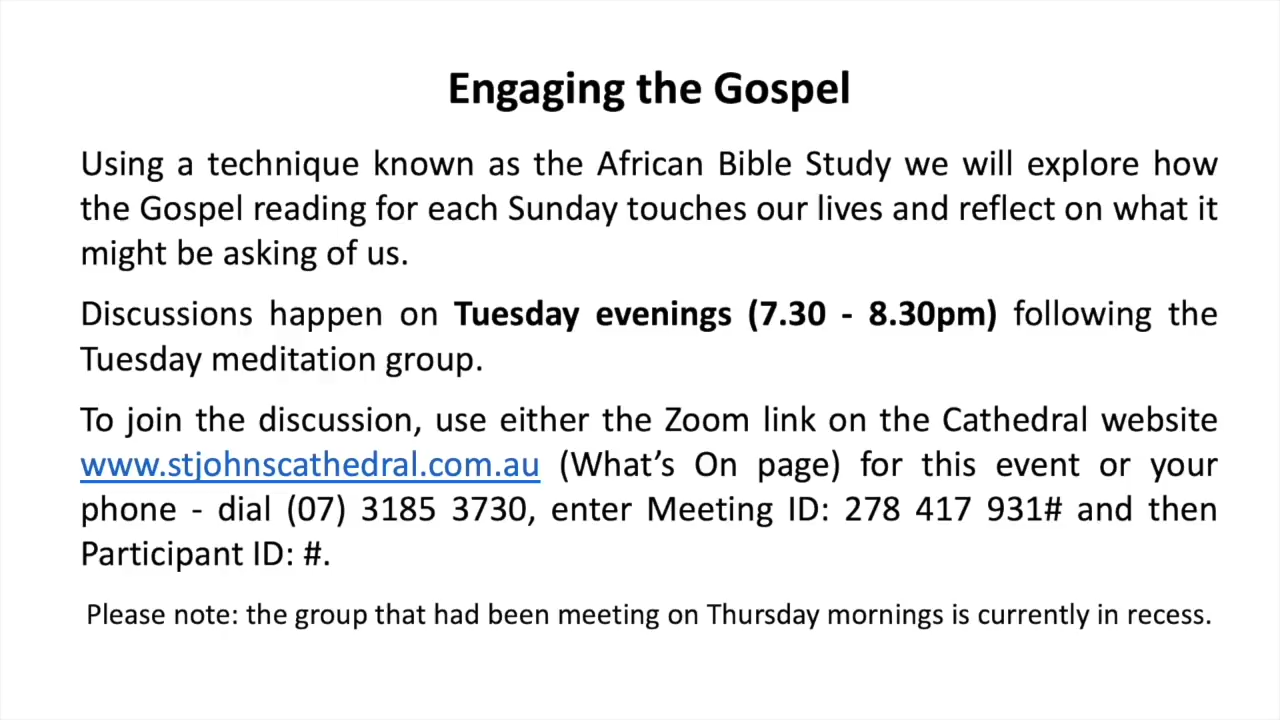 Engaging the Gospel
Using a technique known as the African Bible Study we will explore how
the Gospel reading for each Sunday touches our lives and reflect on what it
might be asking of us.
Discussions happen on Tuesday evenings (7.30 - 8.30pm) following the
Tuesday meditation group.
To join the discussion, use either the Zoom link on the Cathedral website
www.stjohnscathedral.com.au (What’s On page) for this event or your
phone - dial (07) 3185 3730, enter Meeting ID: 278 417 931# and then
Participant ID: #.
Please note: the group that had been meeting on Thursday mornings is currently in recess.